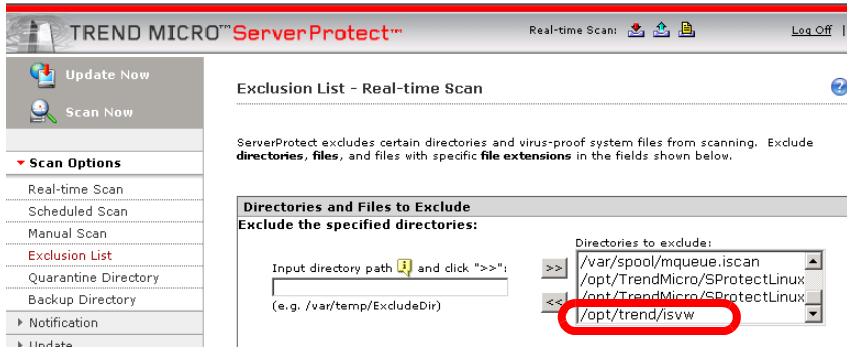 TREND MICRO™ ServerProtect™
Real-time Scan:
Log Off |
Update Now
Scan Now
Scan Options
Real-time Scan
Scheduled Scan
Manual Scan
Exclusion List
Quarantine Directory
Backup Directory
Notification
Update
Exclusion List - Real-time Scan
ServerProtect excludes certain directories and virus-proof system files from scanning. Exclude
directories, files, and files with specific file extensions in the fields shown below.
Directories and Files to Exclude
Exclude the specified directories:
Input directory path and click ">>":
(e.g. /var/temp/ExcludeDir)
>>
<<
Directories to exclude:
/var/spool/mqueue.iscan
/opt/TrendMicro/SProtectLinux
/opt/TrendMicro/SProtectLinux
/opt/trend/isvw